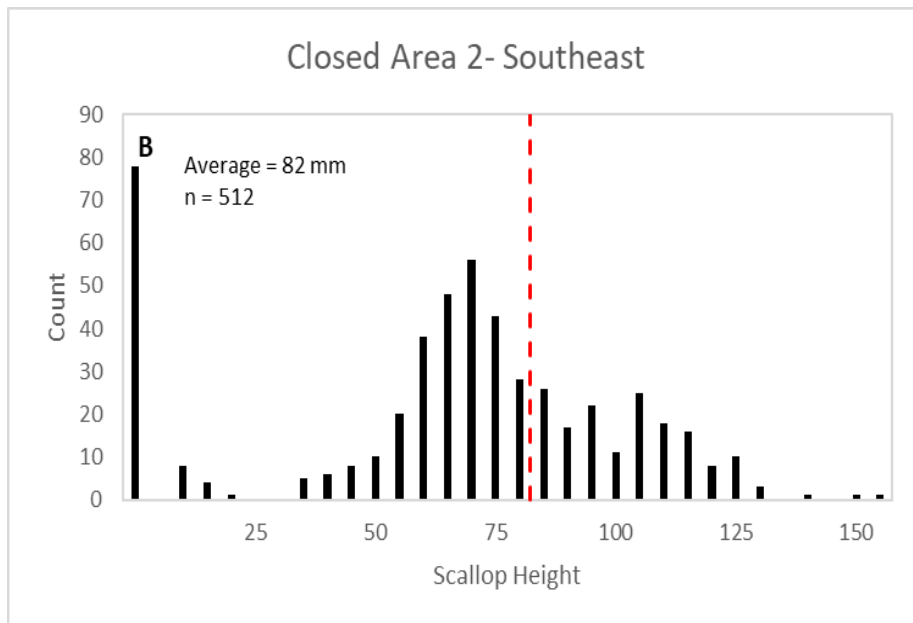 Closed Area 2- Southeast
90
80
70
60
50
40
30
20
10
0
Count
B
Average = 82 mm
n = 512
25 50 75 100 125 150
Scallop Height